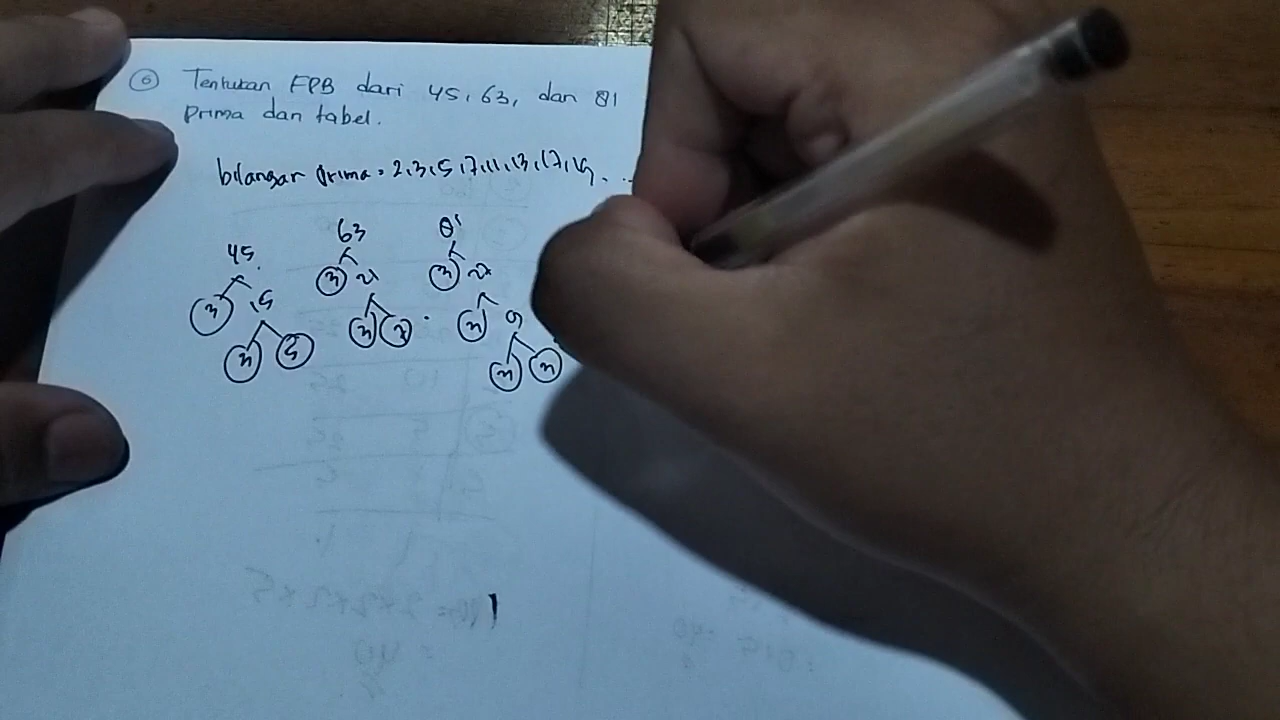 6 Tentukan FPB dari 45, 63, dan 81
prima dan tabel.
bilangan prima = 2, 3, 5, 7, 11, 13, 17, 19, ...
45 63 81
3 15 3 21 3 27
3 5 3 7 3 9
3 3